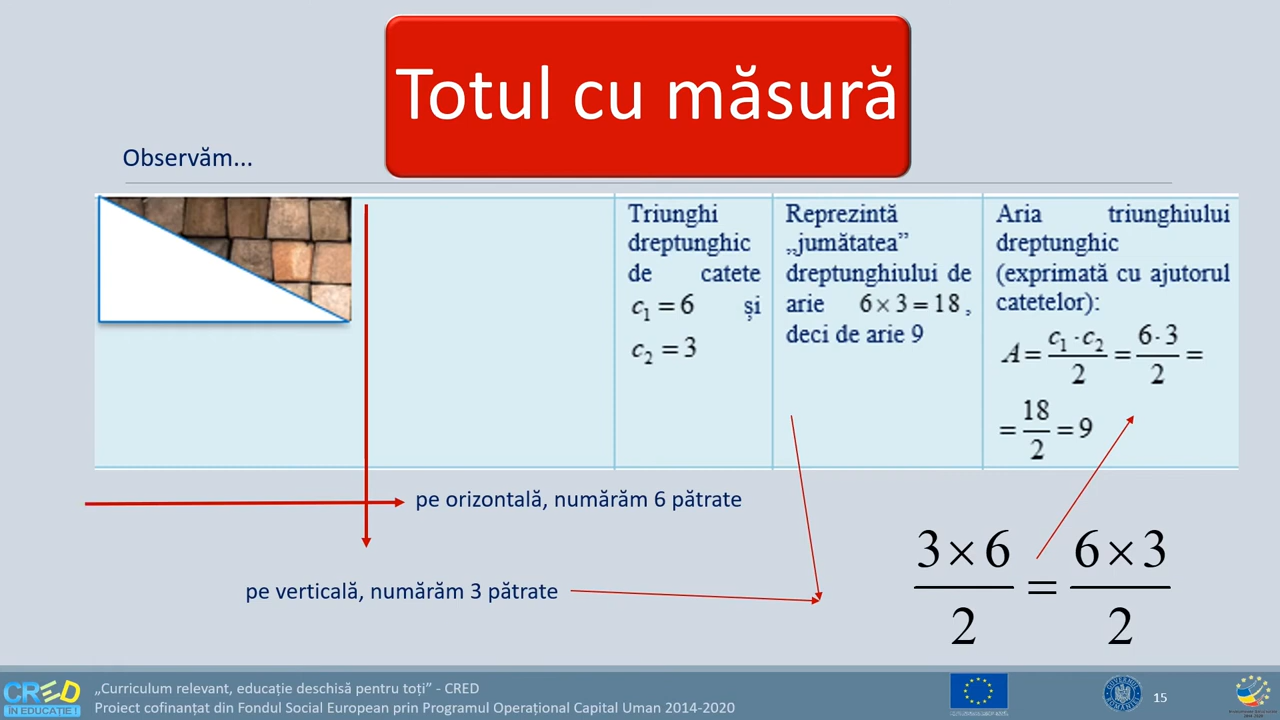 Totul cu măsură
Observăm...
Triunghi
dreptunghic
de catete
c₁ = 6 și
c₂ = 3
Reprezintă
„jumătatea”
dreptunghiului de
arie 6 × 3 = 18,
deci de arie 9
Aria triunghiului
dreptunghic
(exprimată cu ajutorul
catetelor):
A = (c₁ · c₂)/2 = (6 · 3)/2 =
= 18/2 = 9
pe orizontală, numărăm 6 pătrate
pe verticală, numărăm 3 pătrate
(3 × 6)/2 = (6 × 3)/2
CRED
ÎN EDUCAȚIE !
„Curriculum relevant, educație deschisă pentru toți” - CRED
Proiect cofinanțat din Fondul Social European prin Programul Operațional Capital Uman 2014-2020
15